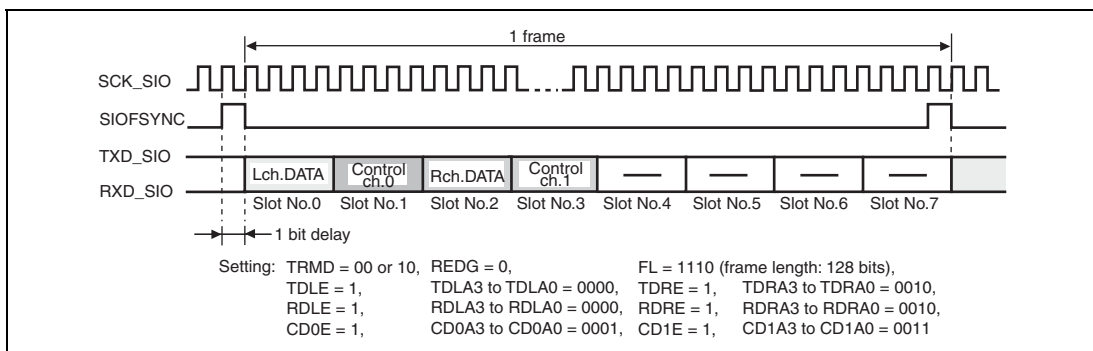 1 frame
SCK_SIO
SIOFSYNC
TXD_SIO
RXD_SIO
Lch.DATA Control ch.0 Rch.DATA Control ch.1 — — — —
Slot No.0 Slot No.1 Slot No.2 Slot No.3 Slot No.4 Slot No.5 Slot No.6 Slot No.7
1 bit delay
Setting: TRMD = 00 or 10, REDG = 0, FL = 1110 (frame length: 128 bits),
TDLE = 1, TDLA3 to TDLA0 = 0000, TDRE = 1, TDRA3 to TDRA0 = 0010,
RDLE = 1, RDLA3 to RDLA0 = 0000, RDRE = 1, RDRA3 to RDRA0 = 0010,
CD0E = 1, CD0A3 to CD0A0 = 0001, CD1E = 1, CD1A3 to CD1A0 = 0011